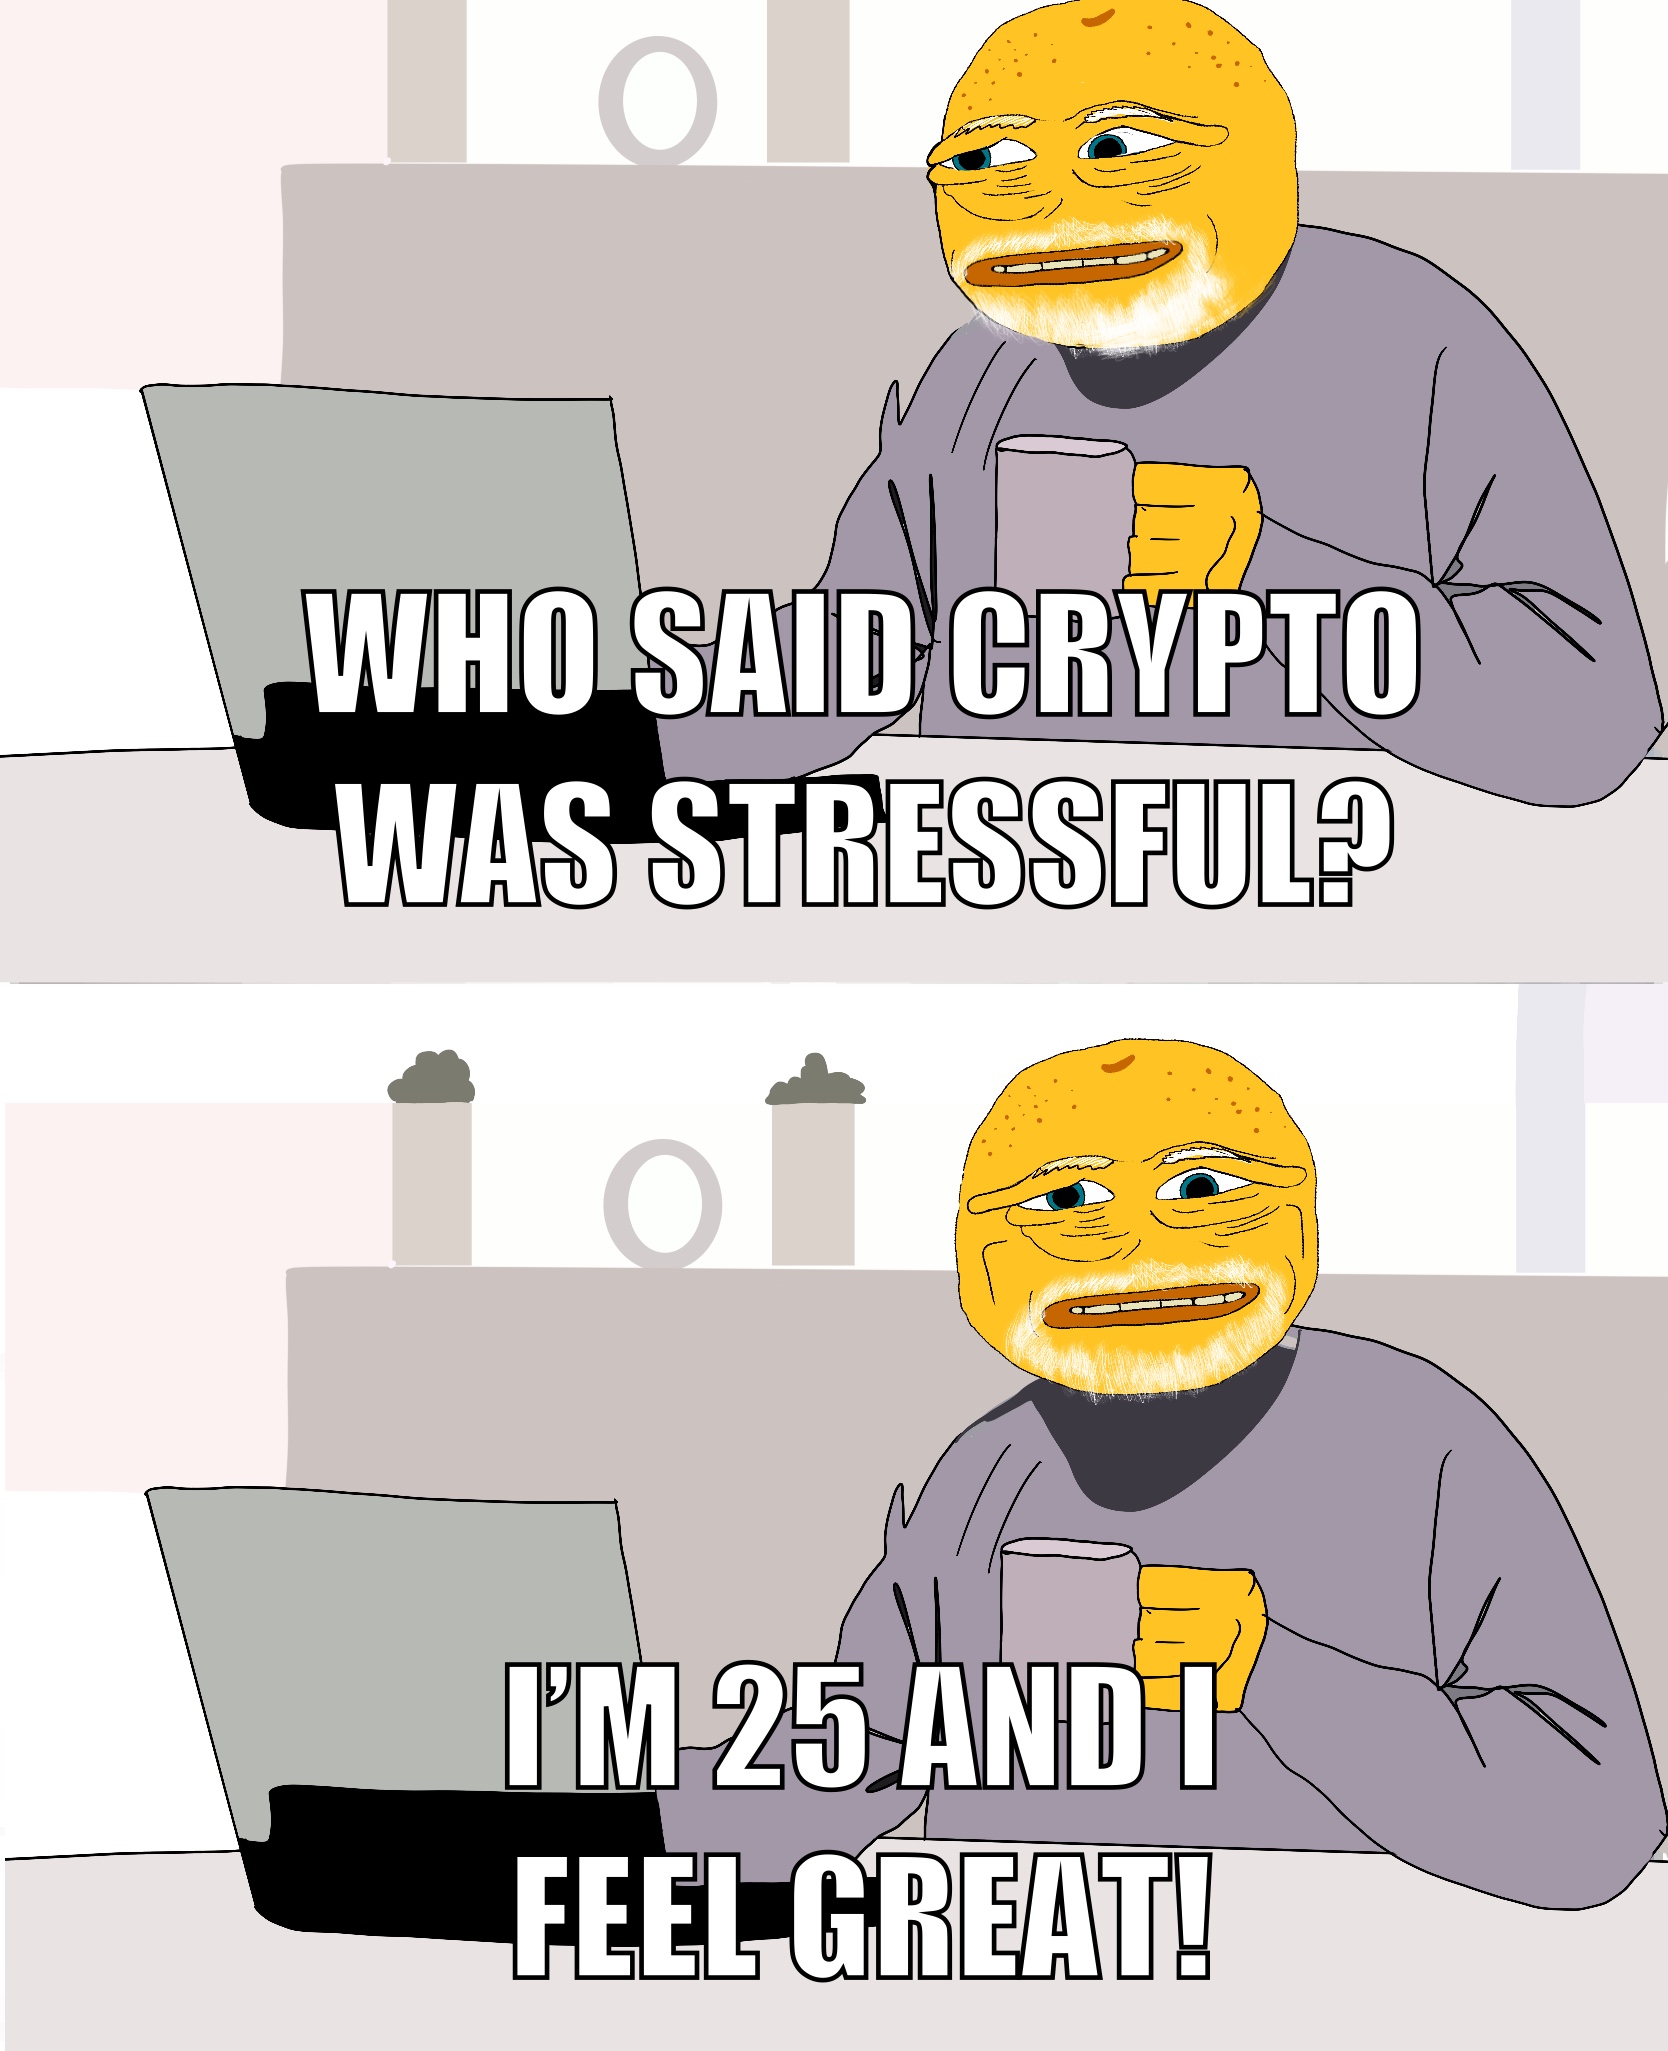 WHO SAID CRYPTO
WAS STRESSFUL?
I’M 25 AND I
FEEL GREAT!